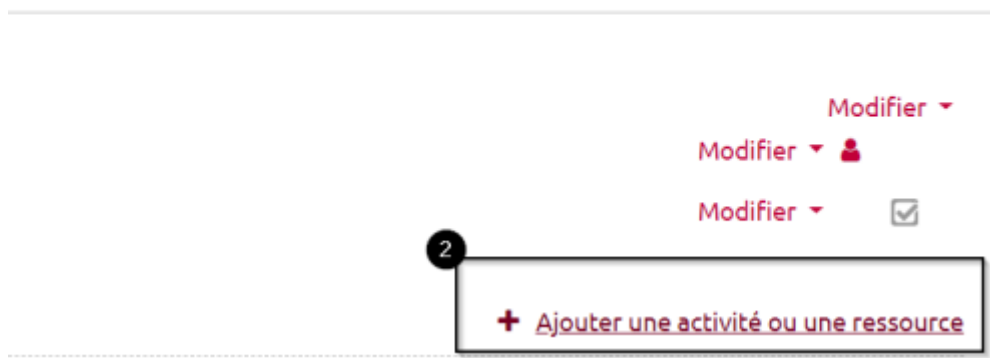 Modifier
Modifier
Modifier
2
Ajouter une activité ou une ressource